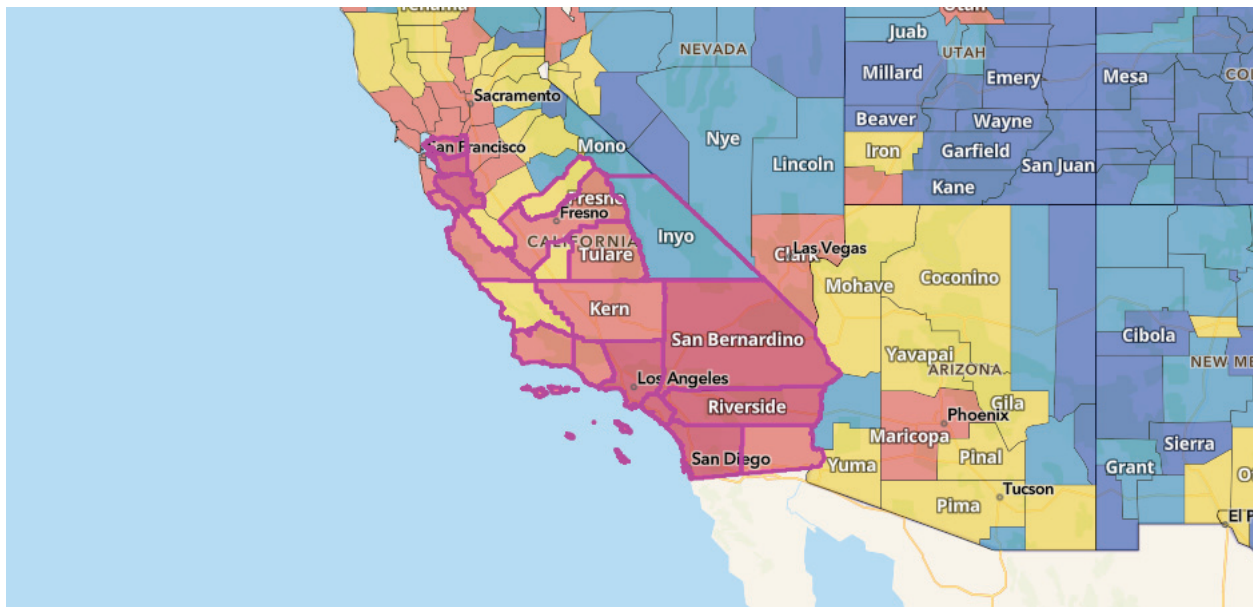 Tehama
Utah
Juab
NEVADA
UTAH
Millard
Emery
Mesa
Sacramento
Beaver
Wayne
Nye
San Francisco
Mono
Iron
Garfield
Lincoln
San Juan
Kane
Fresno
Fresno
Inyo
CALIFORNIA
Tulare
Las Vegas
Clark
Mohave
Coconino
Kern
San Bernardino
Cibola
Yavapai
ARIZONA
NEW ME
Los Angeles
Riverside
Gila
Phoenix
Maricopa
Sierra
San Diego
Yuma
Pinal
Grant
Tucson
Pima
El P